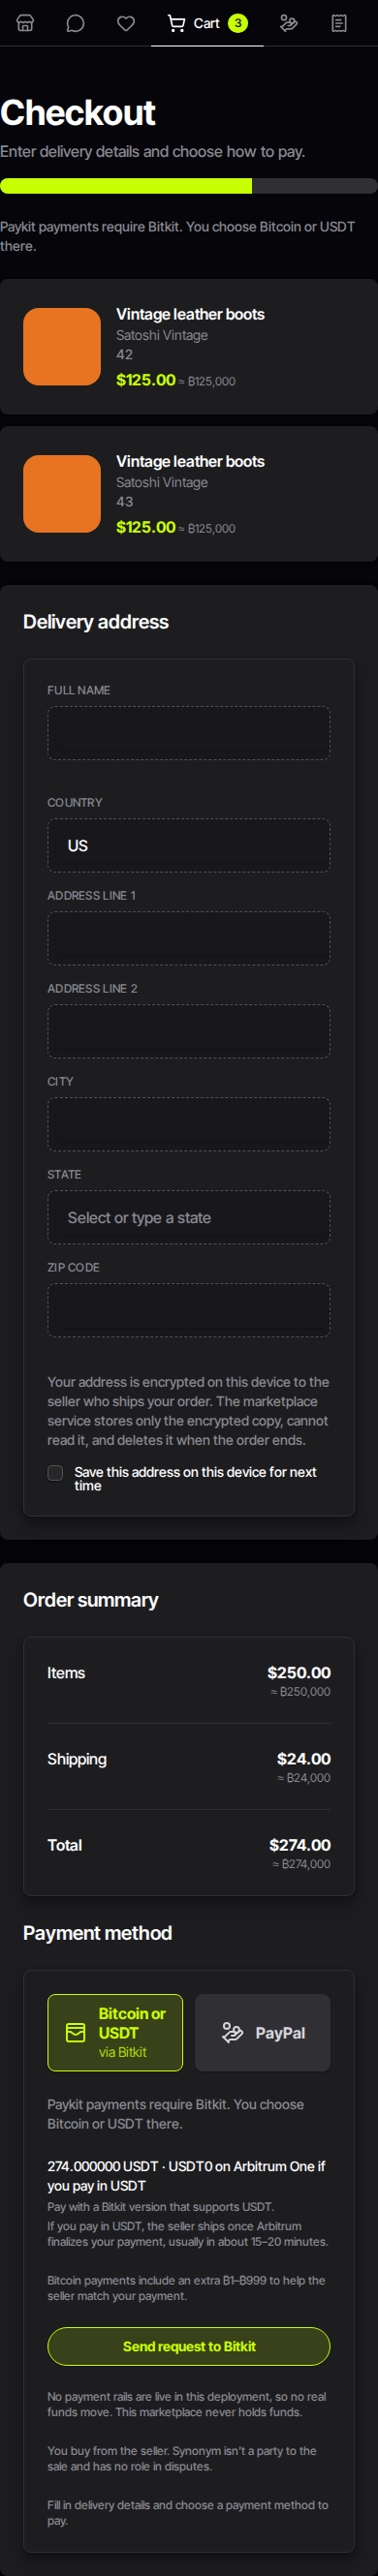 Cart 3
Checkout
Enter delivery details and choose how to pay.
Paykit payments require Bitkit. You choose Bitcoin or USDT
there.
Vintage leather boots
Satoshi Vintage
42
$125.00 ≈ ₿125,000
Vintage leather boots
Satoshi Vintage
43
$125.00 ≈ ₿125,000
Delivery address
FULL NAME
COUNTRY
US
ADDRESS LINE 1
ADDRESS LINE 2
CITY
STATE
Select or type a state
ZIP CODE
Your address is encrypted on this device to the
seller who ships your order. The marketplace
service stores only the encrypted copy, cannot
read it, and deletes it when the order ends.
Save this address on this device for next
time
Order summary
Items $250.00
≈ ₿250,000
Shipping $24.00
≈ ₿24,000
Total $274.00
≈ ₿274,000
Payment method
Bitcoin or
USDT
via Bitkit
PayPal
Paykit payments require Bitkit. You choose
Bitcoin or USDT there.
274.000000 USDT · USDT0 on Arbitrum One if
you pay in USDT
Pay with a Bitkit version that supports USDT.
If you pay in USDT, the seller ships once Arbitrum
finalizes your payment, usually in about 15–20 minutes.
Bitcoin payments include an extra ₿1–₿999 to help the
seller match your payment.
Send request to Bitkit
No payment rails are live in this deployment, so no real
funds move. This marketplace never holds funds.
You buy from the seller. Synonym isn't a party to the
sale and has no role in disputes.
Fill in delivery details and choose a payment method to
pay.